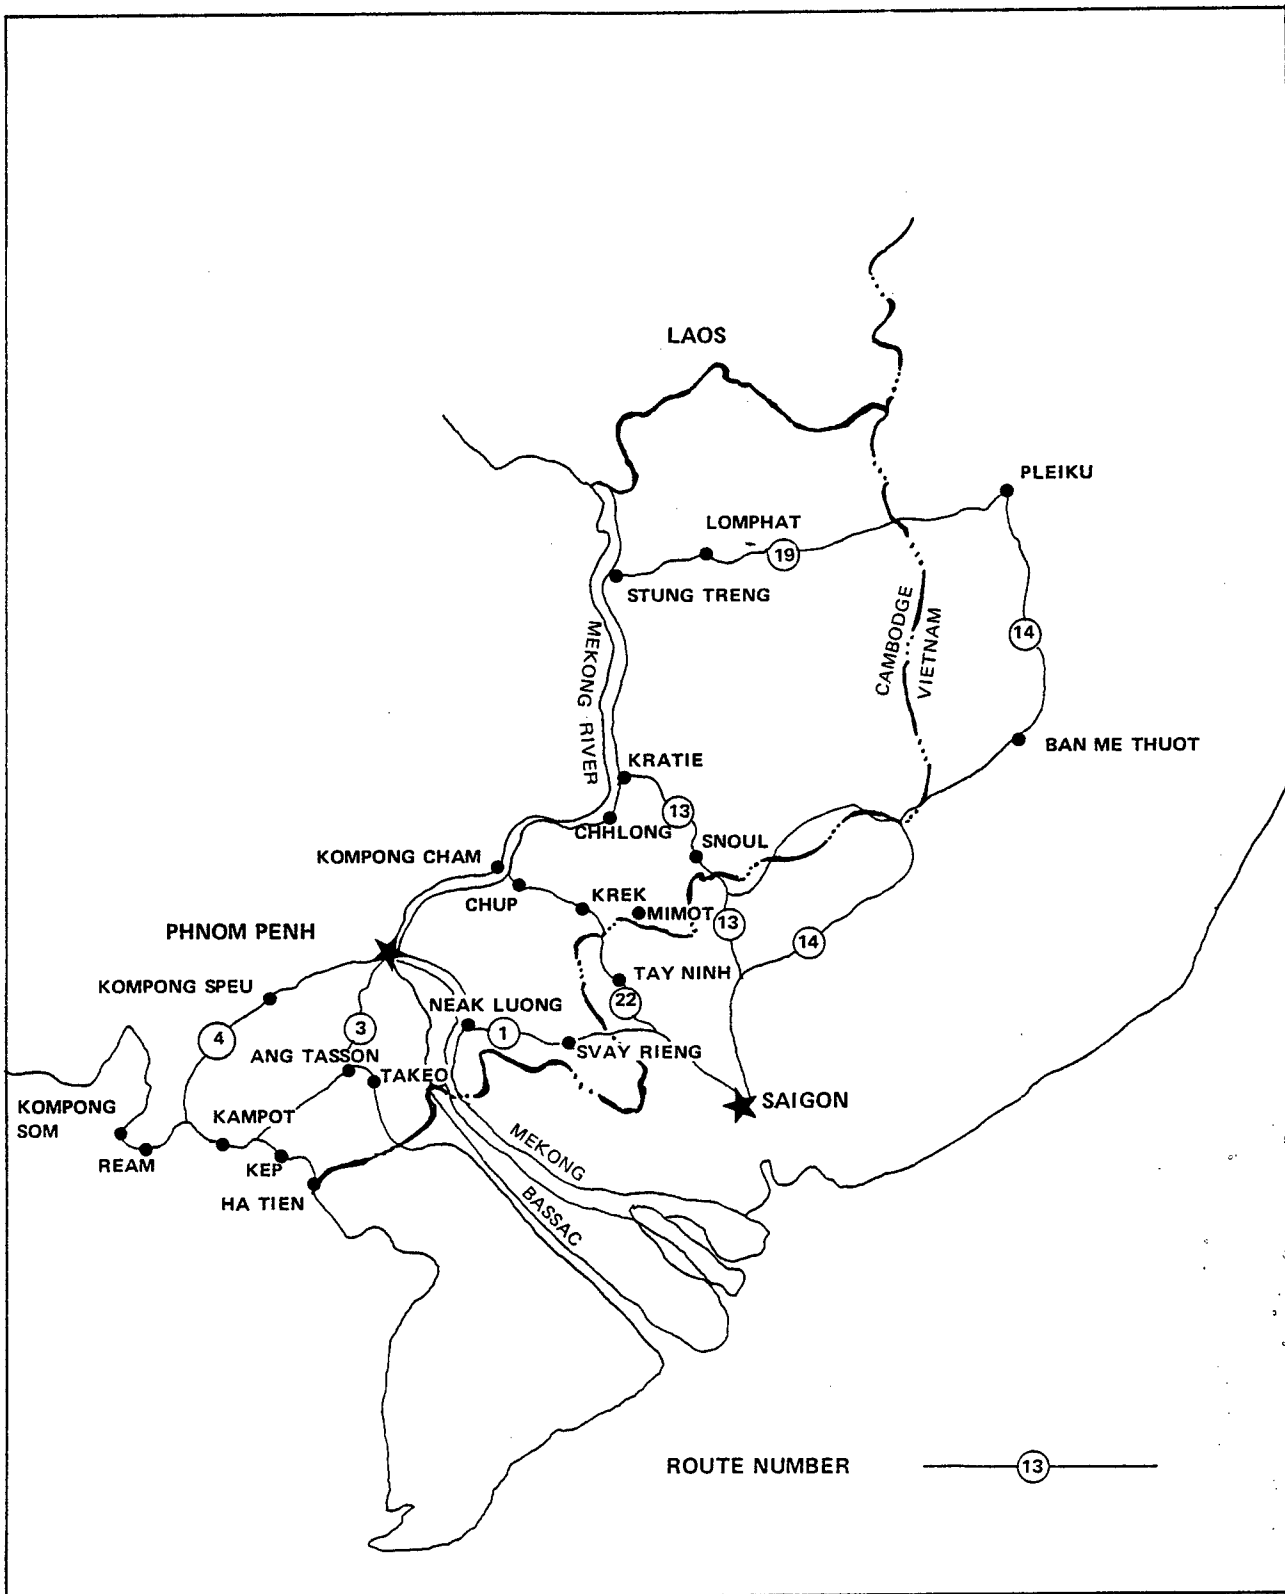 LAOS
PLEIKU
LOMPHAT
19
STUNG TRENG
CAMBODGE
VIETNAM
14
MEKONG RIVER
BAN ME THUOT
KRATIE
13
CHHLONG
SNOUL
KOMPONG CHAM
CHUP
KREK
MIMOT
13
PHNOM PENH
14
TAY NINH
KOMPONG SPEU
22
NEAK LUONG
4
3
1
ANG TASSON
SVAY RIENG
TAKEO
KOMPONG
SOM
SAIGON
KAMPOT
MEKONG
REAM
KEP
HA TIEN
BASSAC
ROUTE NUMBER
13